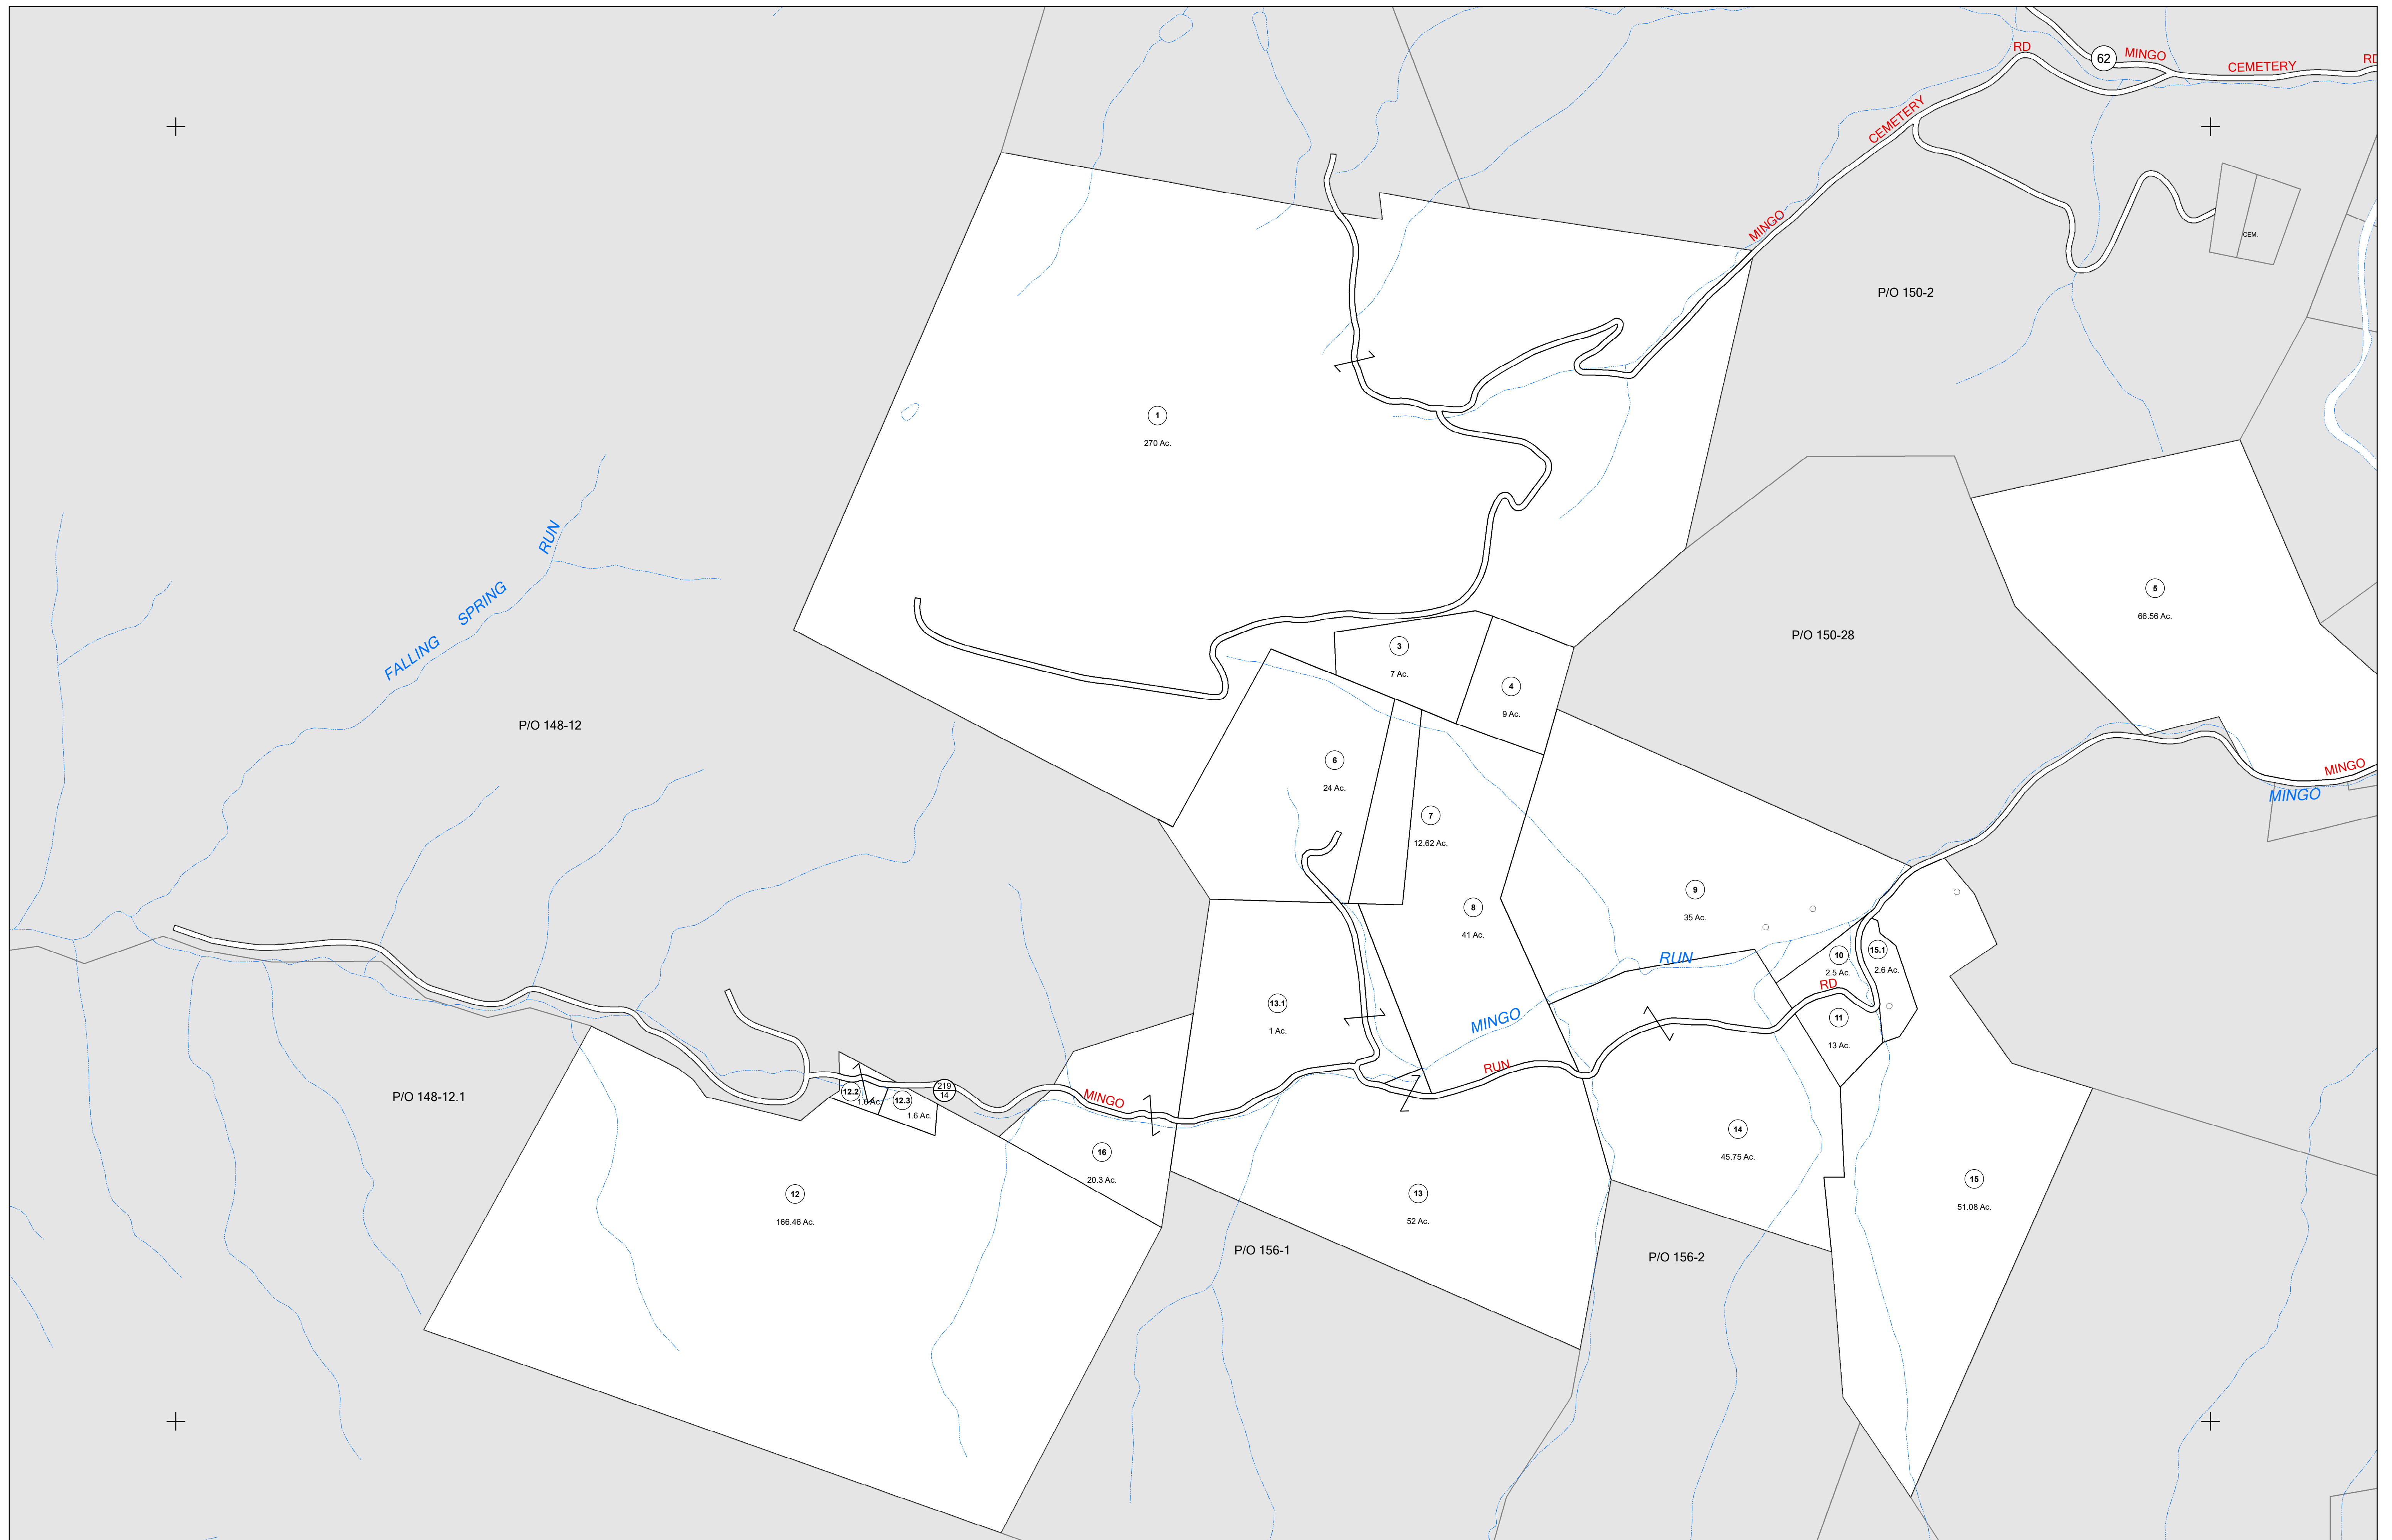 RD
62
MINGO
CEMETERY
RD
CEMETERY
MINGO
CEM.
P/O 150-2
1
270 Ac.
RUN
SPRING
FALLING
5
66.56 Ac.
P/O 150-28
3
7 Ac.
4
9 Ac.
P/O 148-12
6
24 Ac.
MINGO
MINGO
7
12.62 Ac.
9
35 Ac.
8
41 Ac.
RUN
10
2.5 Ac.
15.1
2.6 Ac.
RD
13.1
1 Ac.
MINGO
11
13 Ac.
RUN
P/O 148-12.1
12.2
1.6 Ac.
12.3
1.6 Ac.
219
14
MINGO
14
45.75 Ac.
16
20.3 Ac.
15
51.08 Ac.
12
166.46 Ac.
13
52 Ac.
P/O 156-1
P/O 156-2